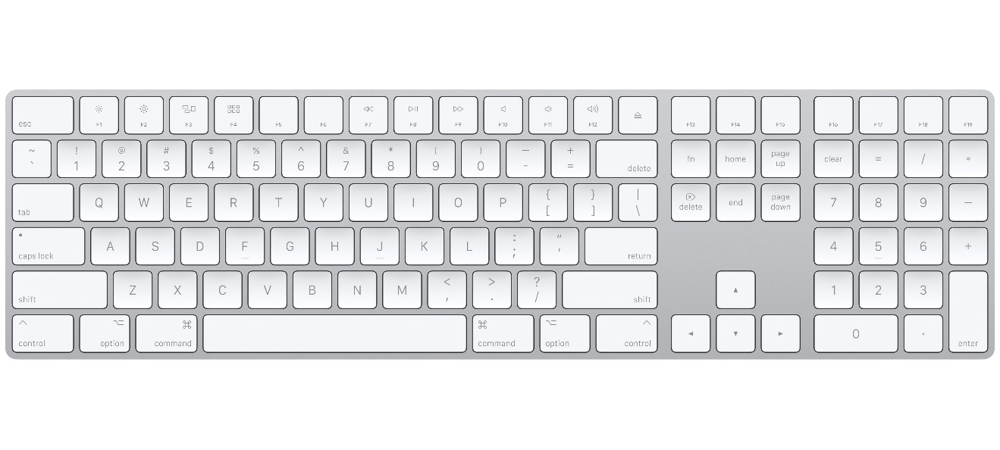 esc F1 F2 F3 F4 F5 F6 F7 F8 F9 F10 F11 F12 F13 F14 F15 F16 F17 F18 F19
~ ! @ # $ % ^ & * ( ) — + page
` 1 2 3 4 5 6 7 8 9 0 - = delete fn home up clear = / *
tab Q W E R T Y U I O P { [ } ] | \ delete end page down 7 8 9 −
caps lock A S D F G H J K L : ; " ' return 4 5 6 +
shift Z X C V B N M < , > . ? / shift 1 2 3
control option command command option control 0 . enter